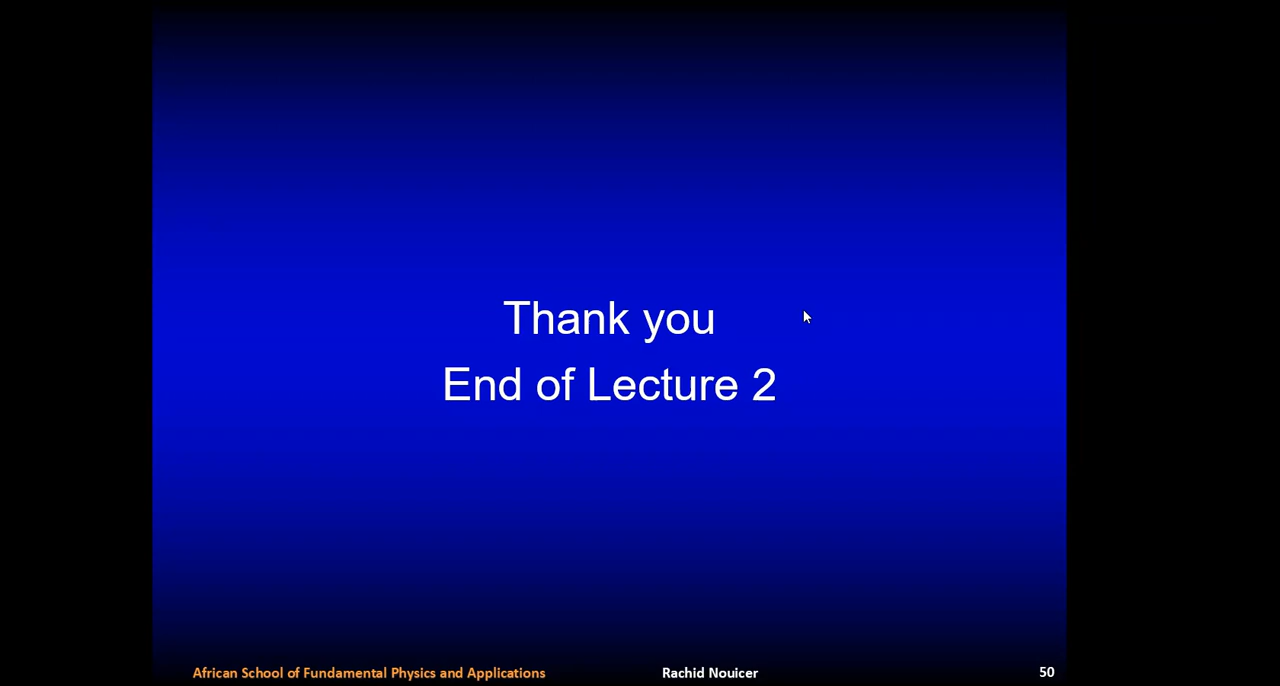 Thank you
End of Lecture 2
African School of Fundamental Physics and Applications
Rachid Nouicer
50